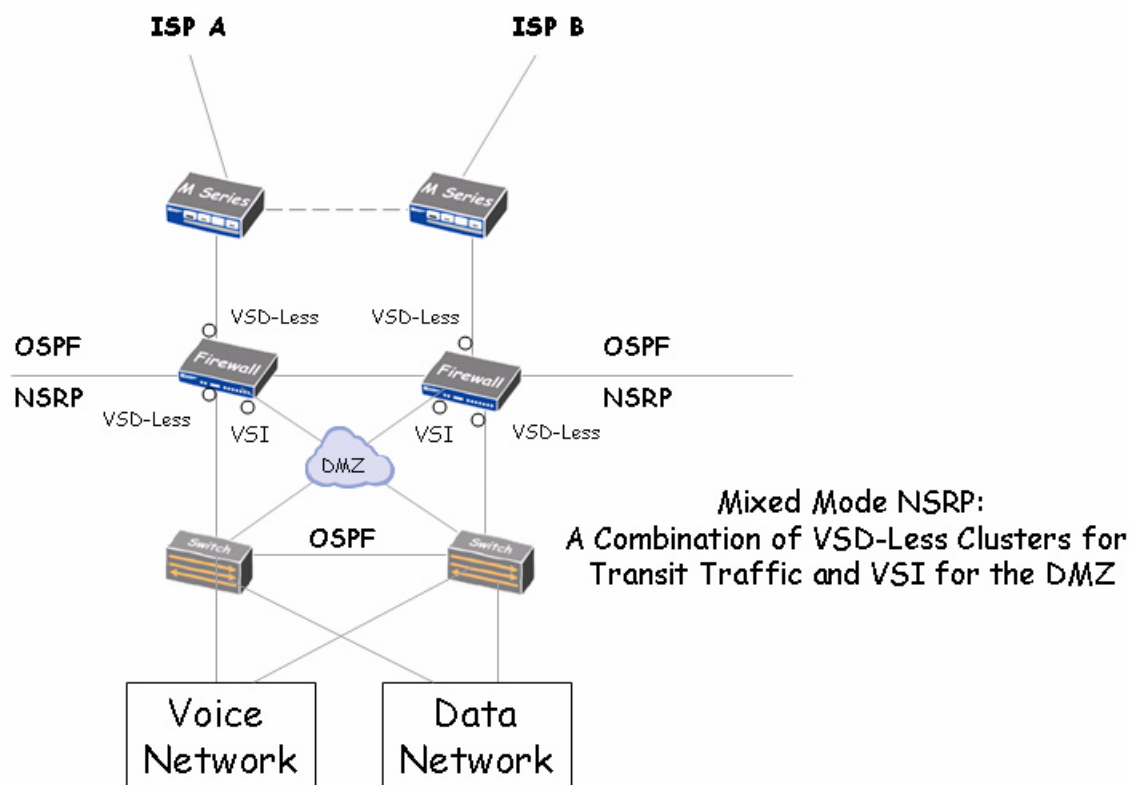 ISP A
ISP B
M Series
M Series
VSD-Less
VSD-Less
OSPF
OSPF
Firewall
Firewall
NSRP
NSRP
VSD-Less
VSI
VSI
VSD-Less
DMZ
Mixed Mode NSRP:
A Combination of VSD-Less Clusters for
Transit Traffic and VSI for the DMZ
Switch
OSPF
Switch
Voice
Network
Data
Network